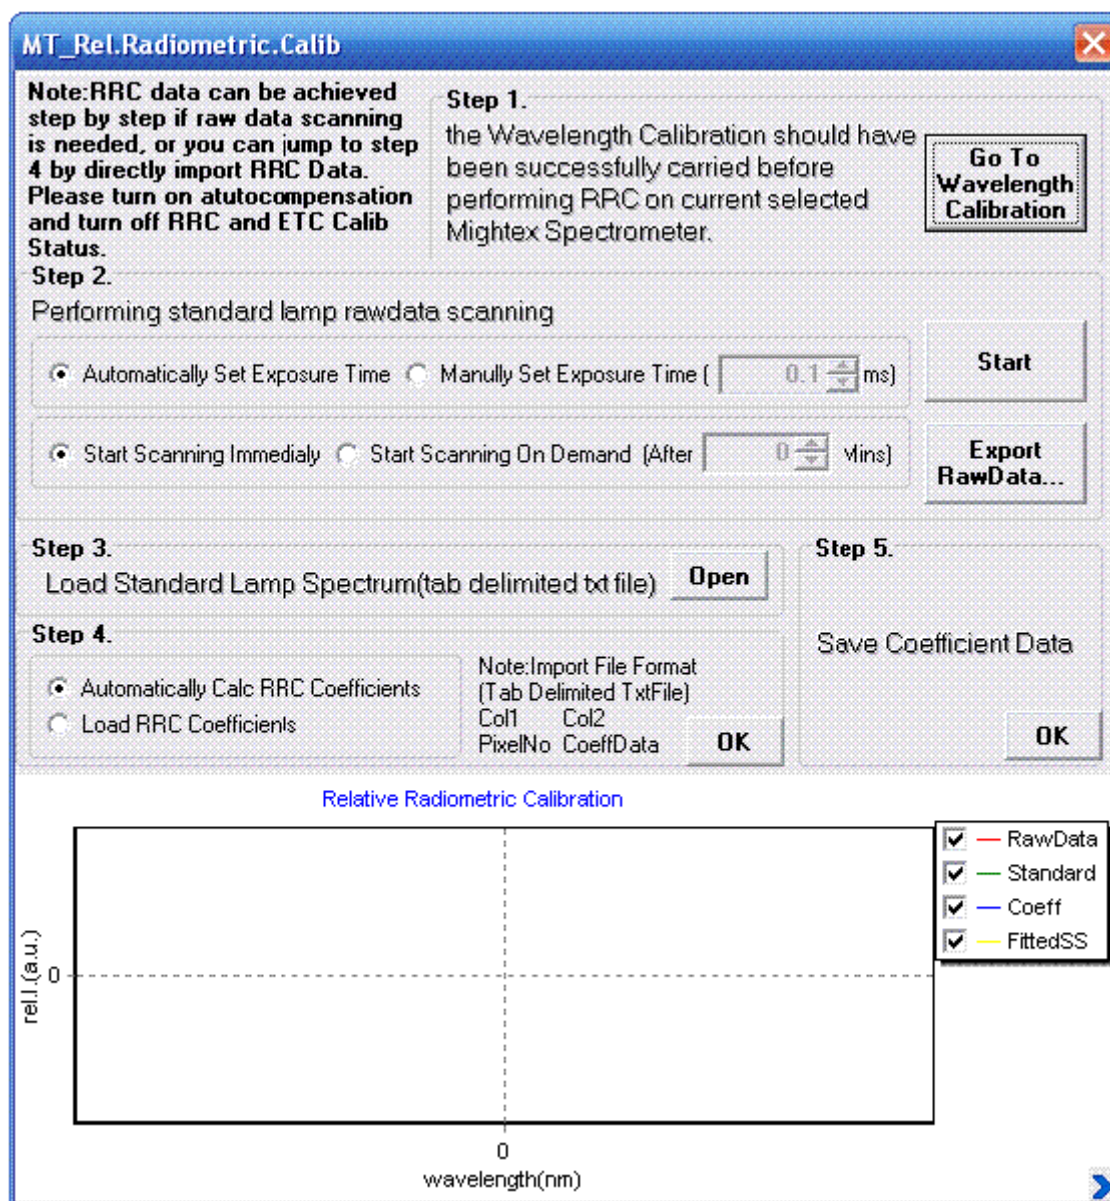 MT_Rel.Radiometric.Calib
Note:RRC data can be achieved
step by step if raw data scanning
is needed, or you can jump to step
4 by directly import RRC Data.
Please turn on atutocompensation
and turn off RRC and ETC Calib
Status.
Step 1.
the Wavelength Calibration should have
been successfully carried before
performing RRC on current selected
Mightex Spectrometer.
Go To
Wavelength
Calibration
Step 2.
Performing standard lamp rawdata scanning
Automatically Set Exposure Time Manully Set Exposure Time ( 0.1 ms)
Start
Start Scanning Immedialy Start Scanning On Demand (After 0 Mins)
Export
RawData...
Step 3.
Load Standard Lamp Spectrum(tab delimited txt file) Open
Step 4.
Automatically Calc RRC Coefficients
Load RRC Coefficients
Note:Import File Format
(Tab Delimited TxtFile)
Col1 Col2
PixelNo CoeffData
OK
Step 5.
Save Coefficient Data
OK
Relative Radiometric Calibration
RawData
Standard
Coeff
FittedSS
rel.I.(a.u.)
0
0
wavelength(nm)